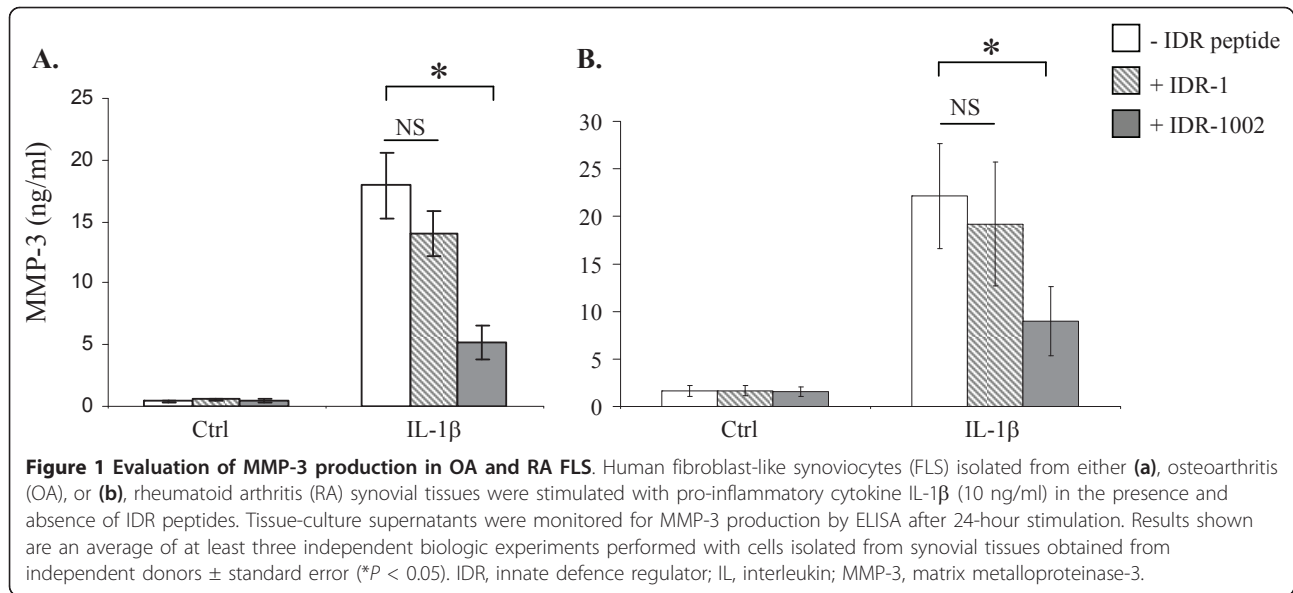 A.
B.
- IDR peptide
+ IDR-1
+ IDR-1002
*
NS
MMP-3 (ng/ml)
25
20
15
10
5
0
Ctrl
IL-1β
*
NS
30
25
20
15
10
5
0
Ctrl
IL-1β
Figure 1 Evaluation of MMP-3 production in OA and RA FLS. Human fibroblast-like synoviocytes (FLS) isolated from either (a), osteoarthritis
(OA), or (b), rheumatoid arthritis (RA) synovial tissues were stimulated with pro-inflammatory cytokine IL-1β (10 ng/ml) in the presence and
absence of IDR peptides. Tissue-culture supernatants were monitored for MMP-3 production by ELISA after 24-hour stimulation. Results shown
are an average of at least three independent biologic experiments performed with cells isolated from synovial tissues obtained from
independent donors ± standard error (*P < 0.05). IDR, innate defence regulator; IL, interleukin; MMP-3, matrix metalloproteinase-3.